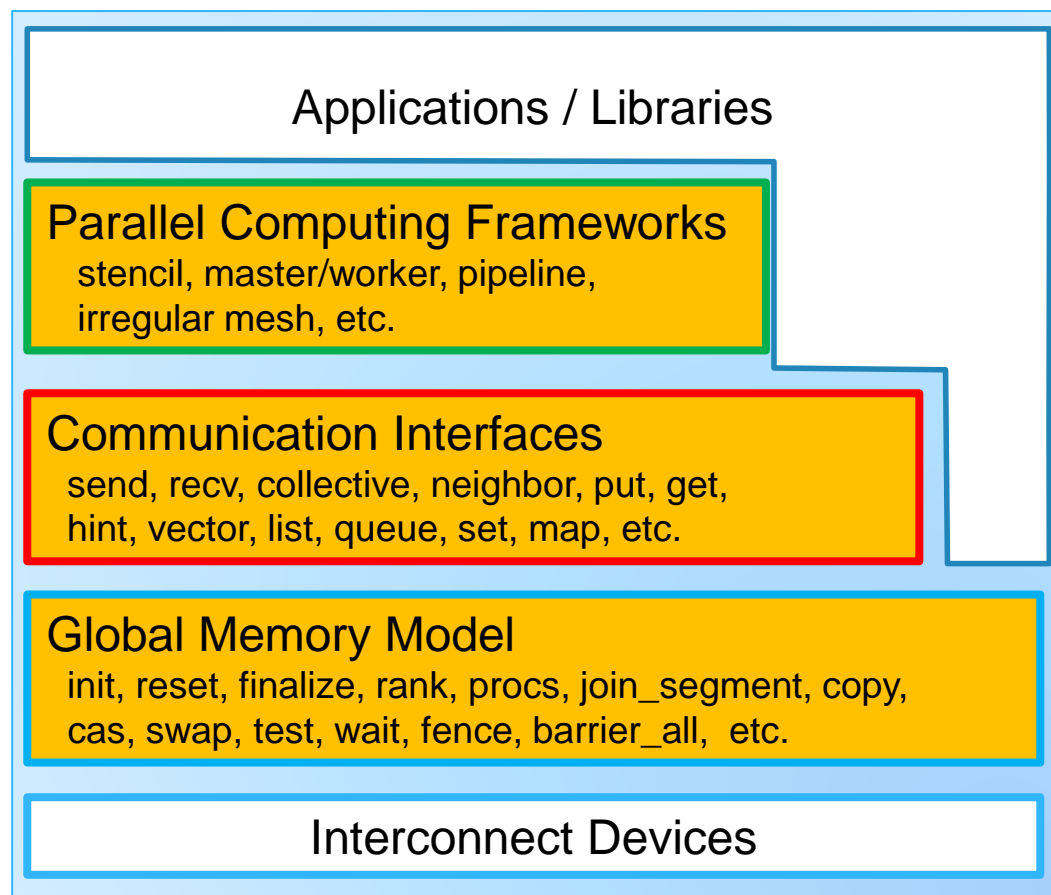 Applications / Libraries
Parallel Computing Frameworks
stencil, master/worker, pipeline,
irregular mesh, etc.
Communication Interfaces
send, recv, collective, neighbor, put, get,
hint, vector, list, queue, set, map, etc.
Global Memory Model
init, reset, finalize, rank, procs, join_segment, copy,
cas, swap, test, wait, fence, barrier_all, etc.
Interconnect Devices